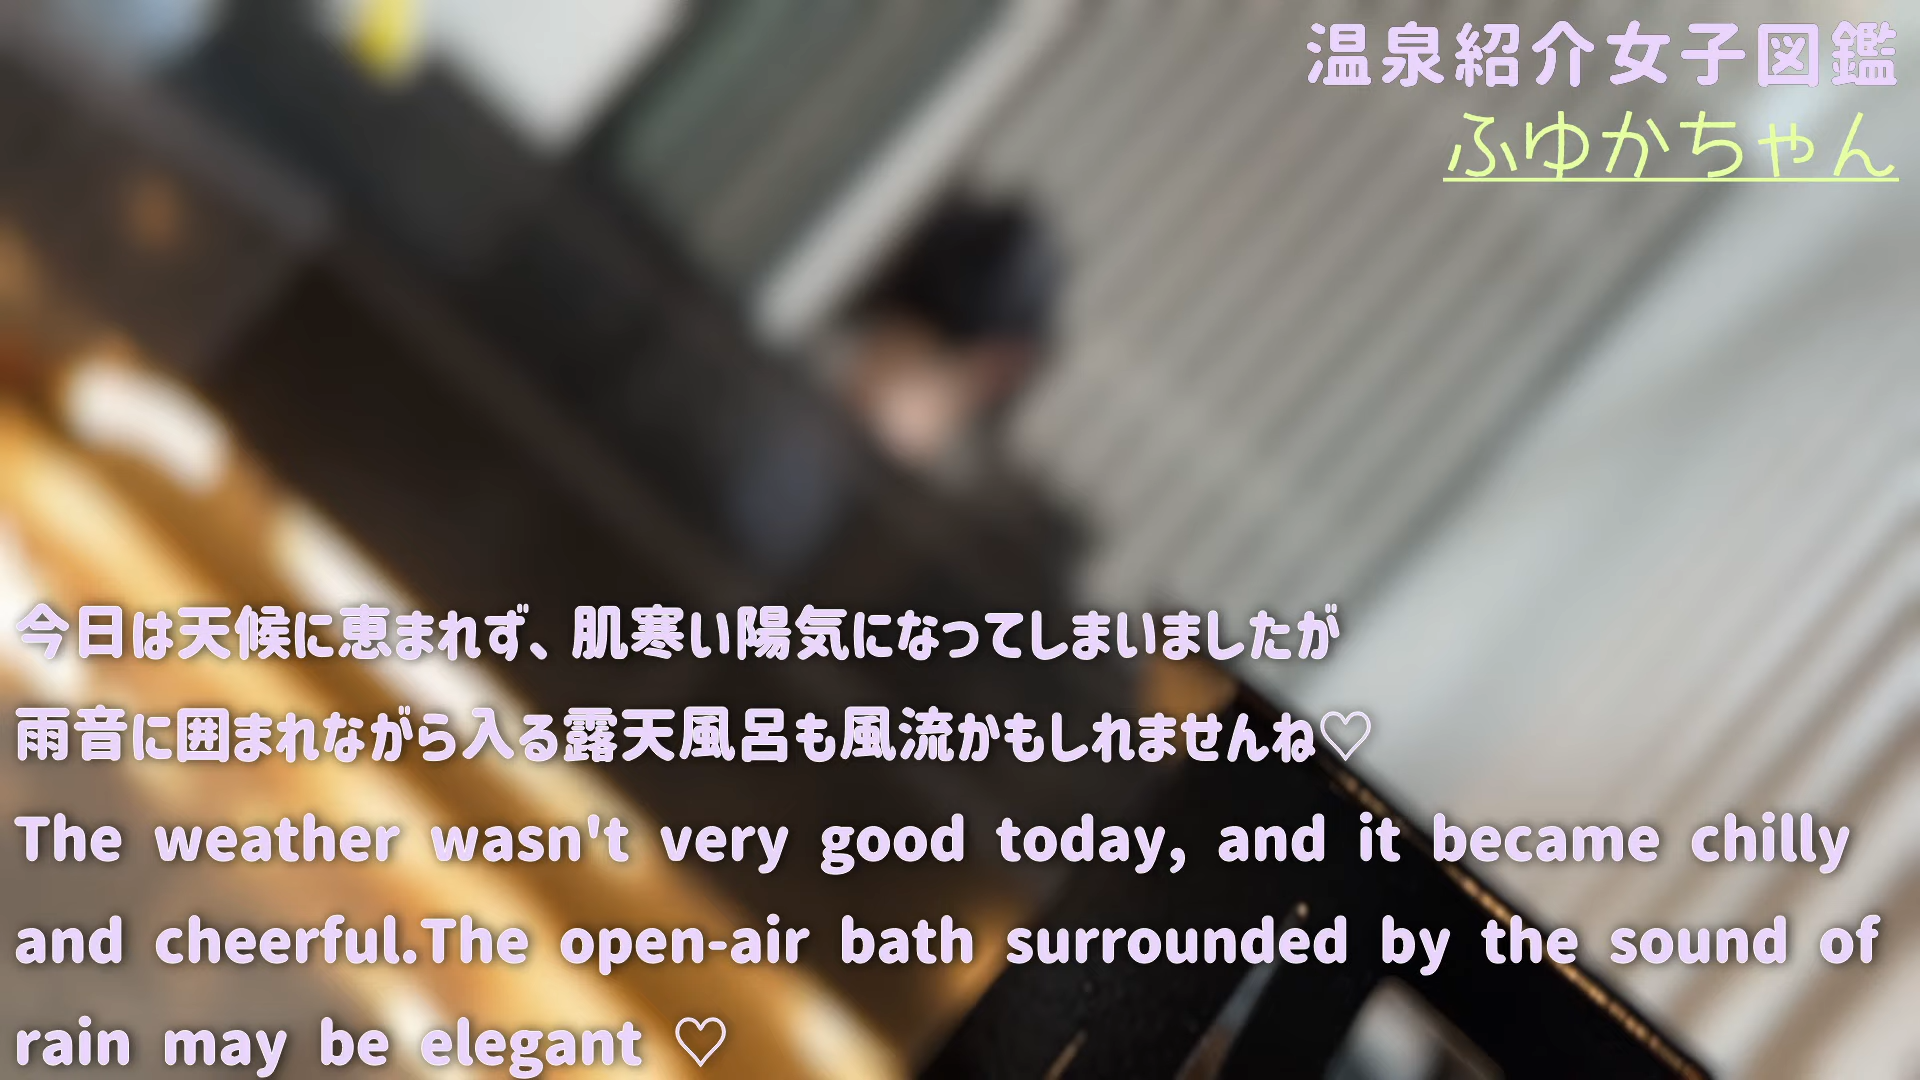 温泉紹介女子図鑑
ふゆかちゃん
今日は天候に恵まれず、肌寒い陽気になってしまいましたが
雨音に囲まれながら入る露天風呂も風流かもしれませんね♡
The weather wasn't very good today, and it became chilly
and cheerful.The open-air bath surrounded by the sound of
rain may be elegant ♡